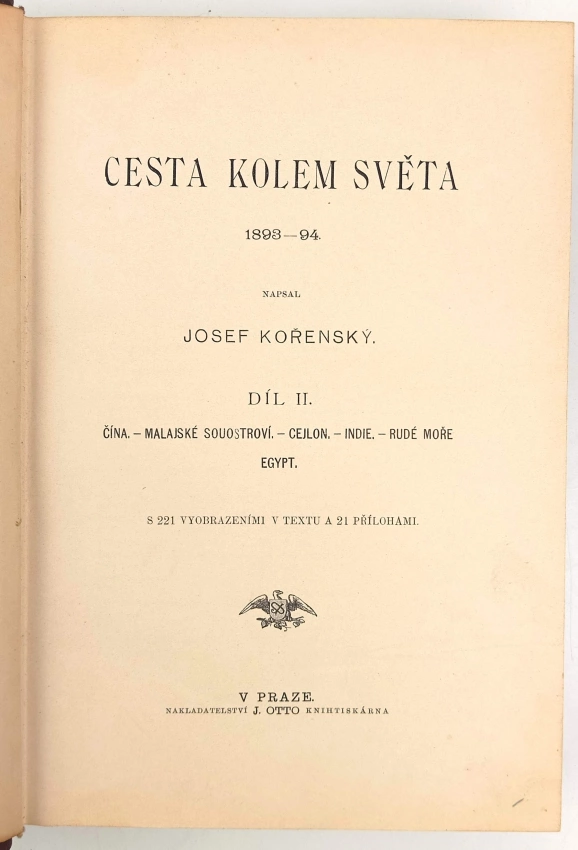 CESTA KOLEM SVĚTA
1893—94.
NAPSAL
JOSEF KOŘENSKÝ.
DÍL II.
ČÍNA. – MALAJSKÉ SOUOSTROVÍ. – CEJLON. – INDIE. – RUDÉ MOŘE
EGYPT.
S 221 VYOBRAZENÍMI V TEXTU A 21 PŘÍLOHAMI.
V PRAZE.
NAKLADATELSTVÍ J. OTTO KNIHTISKÁRNA